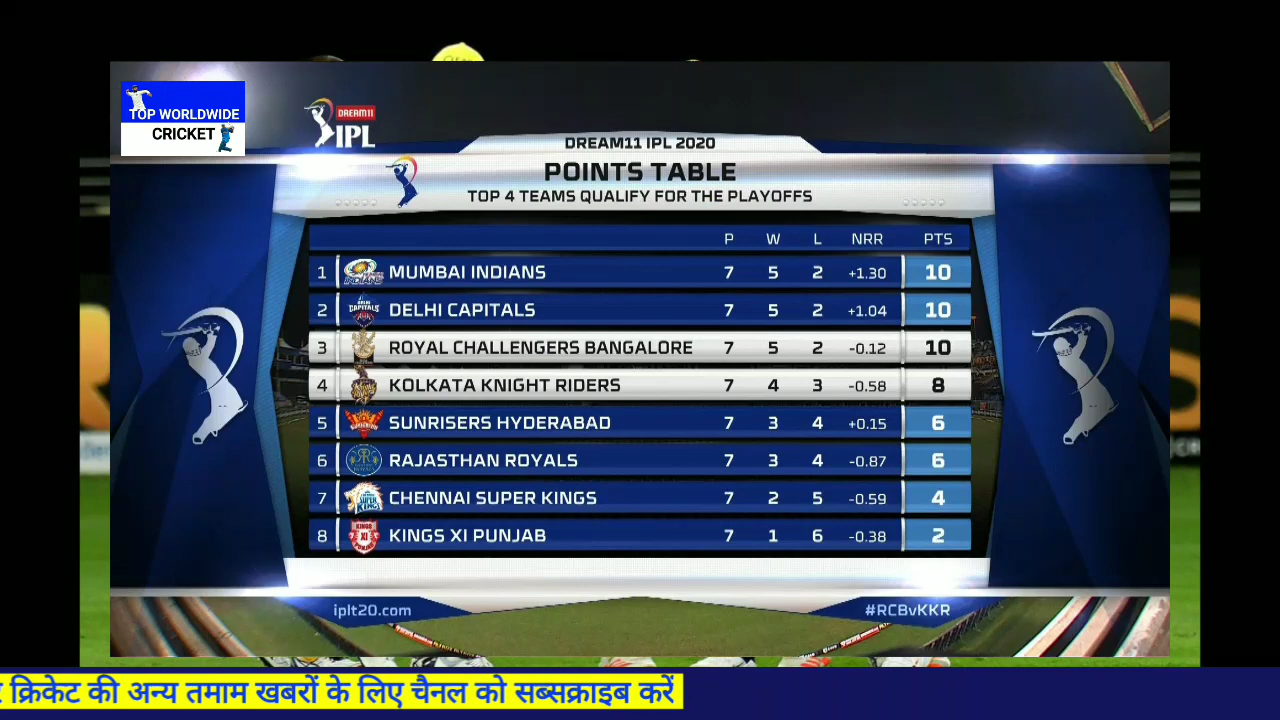 TOP WORLDWIDE
CRICKET
DREAM11
IPL
DREAM11 IPL 2020
POINTS TABLE
TOP 4 TEAMS QUALIFY FOR THE PLAYOFFS
P W L NRR PTS
1 MUMBAI INDIANS 7 5 2 +1.30 10
2 DELHI CAPITALS 7 5 2 +1.04 10
3 ROYAL CHALLENGERS BANGALORE 7 5 2 -0.12 10
4 KOLKATA KNIGHT RIDERS 7 4 3 -0.58 8
5 SUNRISERS HYDERABAD 7 3 4 +0.15 6
6 RAJASTHAN ROYALS 7 3 4 -0.87 6
7 CHENNAI SUPER KINGS 7 2 5 -0.59 4
8 KINGS XI PUNJAB 7 1 6 -0.38 2
iplt20.com #RCBvKKR
क्रिकेट की अन्य तमाम खबरों के लिए चैनल को सब्सक्राइब करें